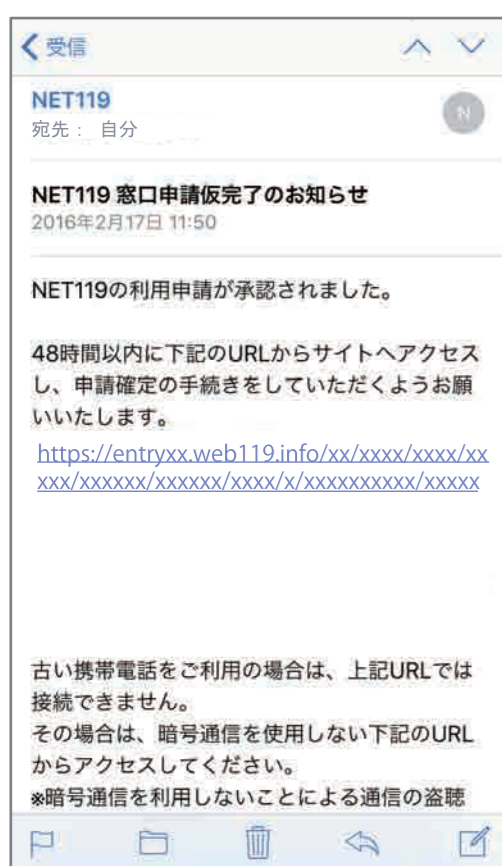 受信
NET119
N
宛先： 自分
NET119 窓口申請仮完了のお知らせ
2016年2月17日 11:50
NET119の利用申請が承認されました。
48時間以内に下記のURLからサイトへアクセス
し、申請確定の手続きをしていただくようお願
いいたします。
https://entryxx.web119.info/xx/xxxx/xxxx/xx
xxx/xxxxxx/xxxxxx/xxxx/x/xxxxxxxxxx/xxxxx
古い携帯電話をご利用の場合は、上記URLでは
接続できません。
その場合は、暗号通信を使用しない下記のURL
からアクセスしてください。
※暗号通信を利用しないことによる通信の盗聴